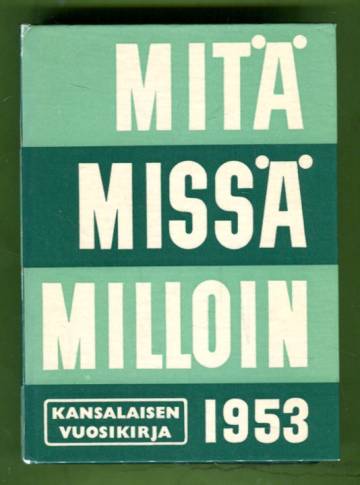 MITÄ
MISSÄ
MILLOIN
KANSALAISEN
VUOSIKIRJA
1953